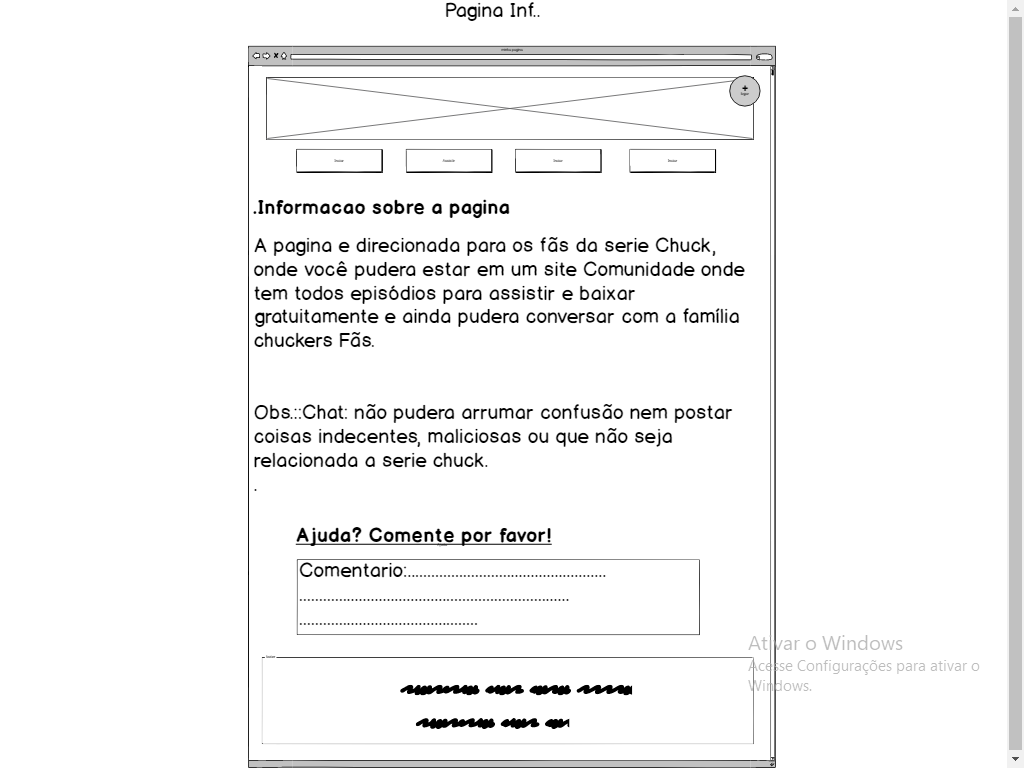 Pagina Inf..
minha pagina
.Informacao sobre a pagina
A pagina e direcionada para os fãs da serie Chuck,
onde você pudera estar em um site Comunidade onde
tem todos episódios para assistir e baixar
gratuitamente e ainda pudera conversar com a família
chuckers Fãs.
Obs.::Chat: não pudera arrumar confusão nem postar
coisas indecentes, maliciosas ou que não seja
relacionada a serie chuck.
.
Ajuda? Comente por favor!
Comentario:..................................................
....................................................................
.............................................
Ativar o Windows
Acesse Configurações para ativar o
Windows.